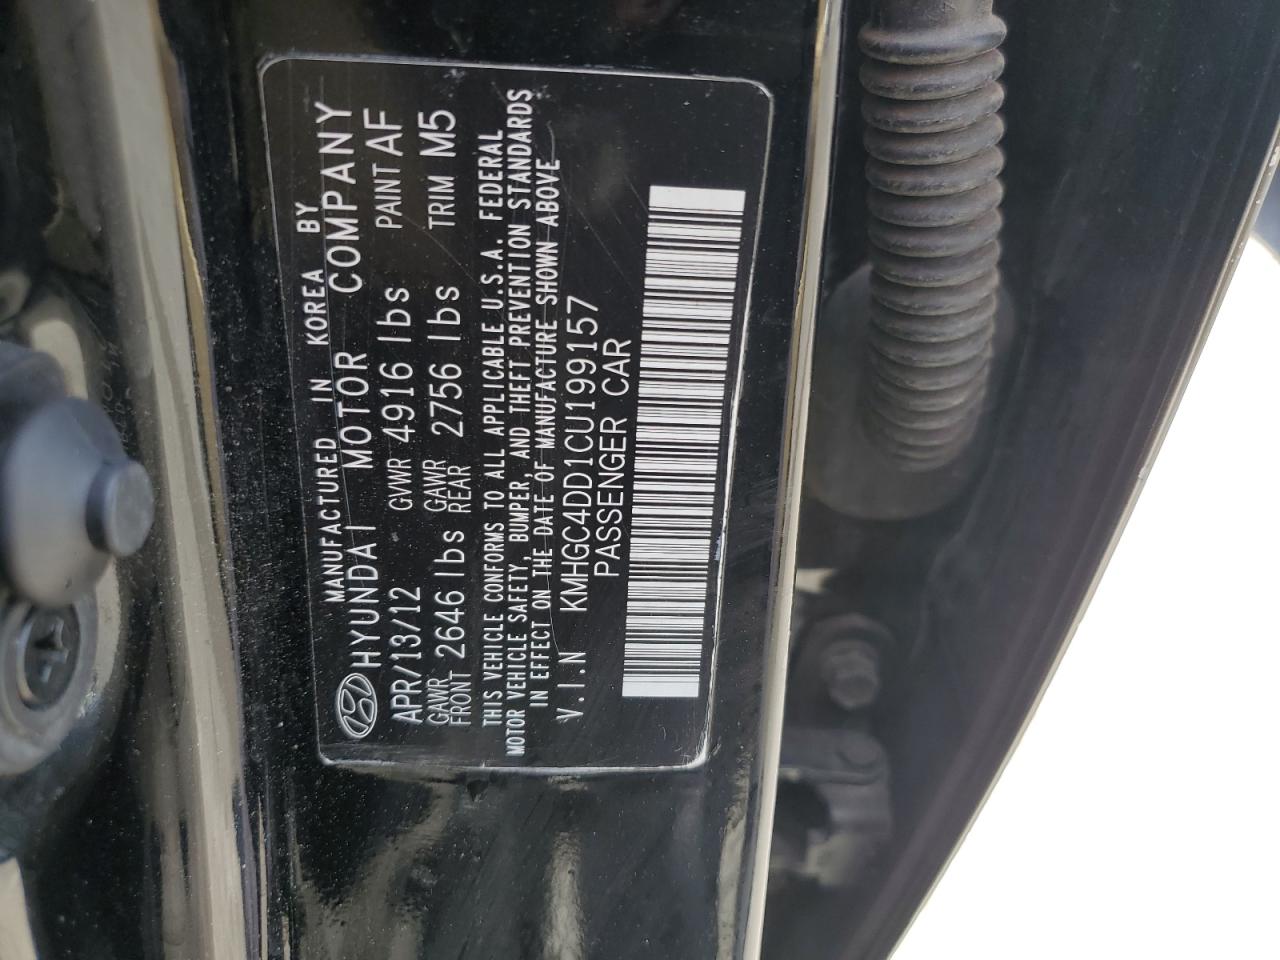 MANUFACTURED IN KOREA BY
HYUNDAI MOTOR COMPANY
APR/13/12 GVWR 4916 lbs PAINT AF
GAWR FRONT 2646 lbs GAWR REAR 2756 lbs TRIM M5
THIS VEHICLE CONFORMS TO ALL APPLICABLE U.S.A. FEDERAL
MOTOR VEHICLE SAFETY, BUMPER, AND THEFT PREVENTION STANDARDS
IN EFFECT ON THE DATE OF MANUFACTURE SHOWN ABOVE
V.I.N KMHGC4DD1CU199157
PASSENGER CAR